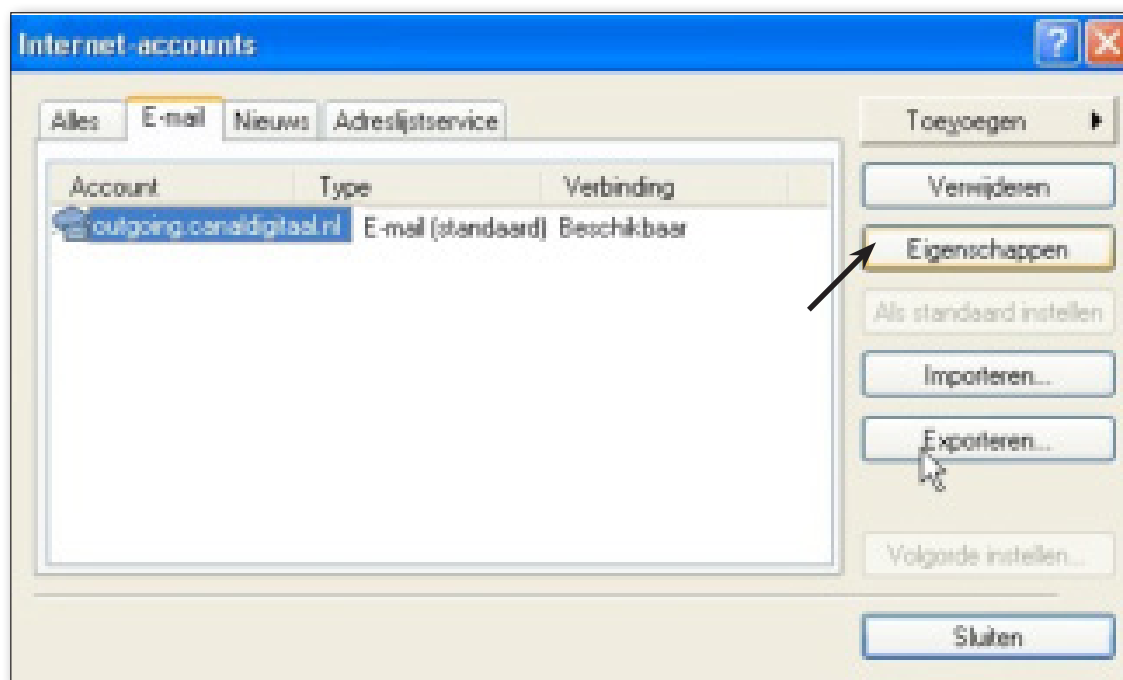 Internet-accounts
Alles E-mail Nieuws Adreslijstservice
Account Type Verbinding
outgoing.canaldigitaal.nl E-mail (standaard) Beschikbaar
Toevoegen
Verwijderen
Eigenschappen
Als standaard instellen
Importeren...
Exporteren...
Volgorde instellen...
Sluiten